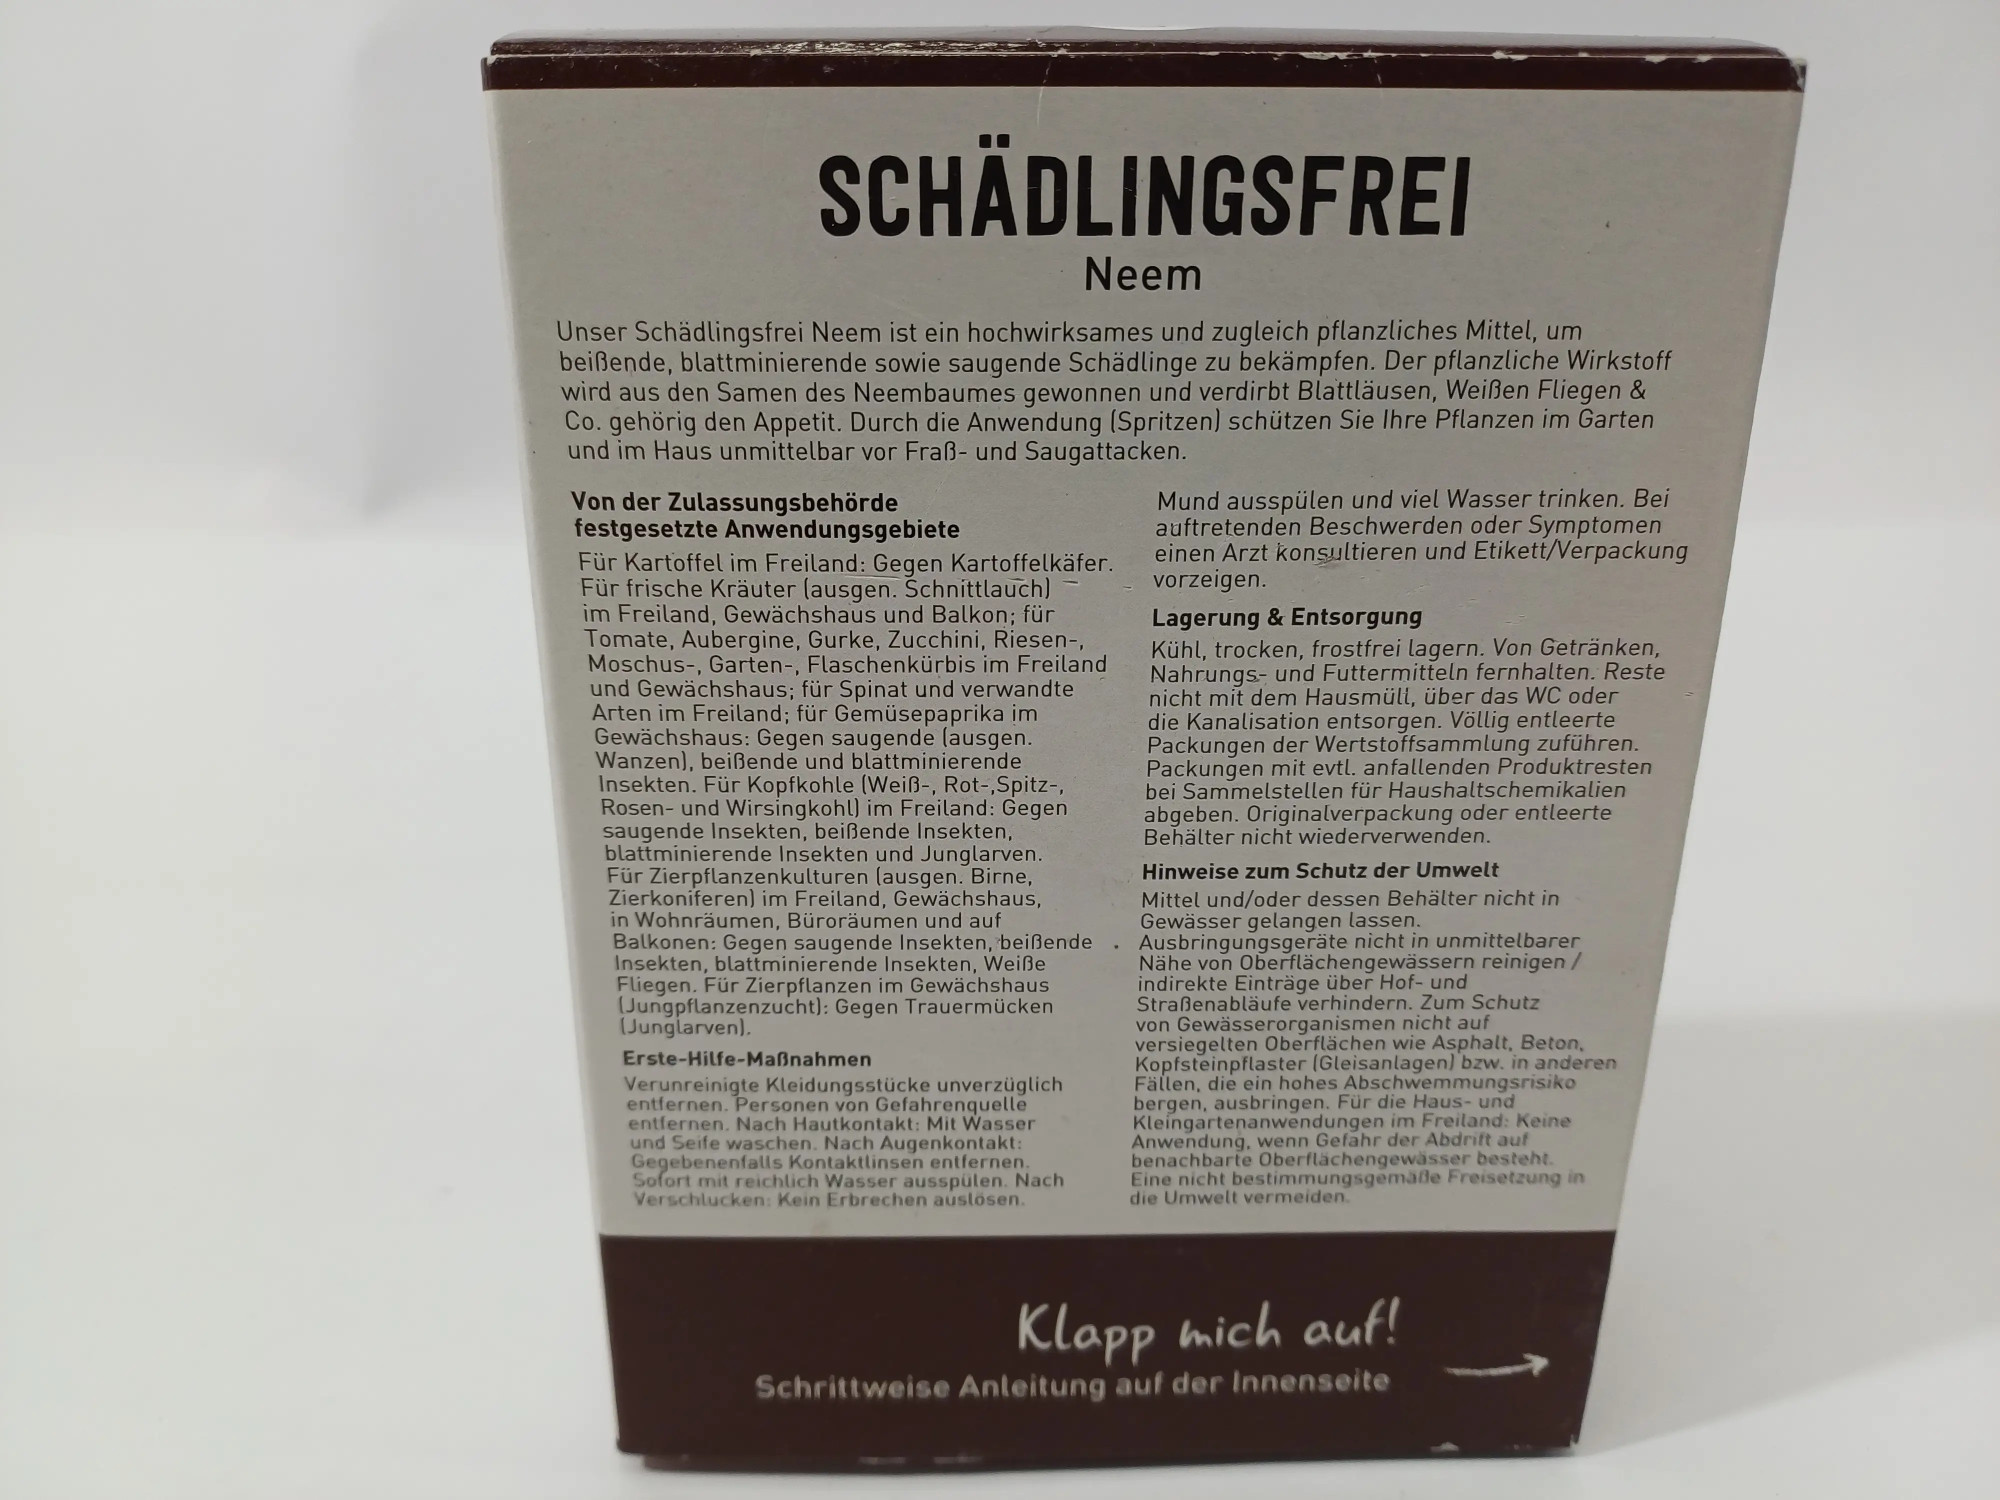 SCHÄDLINGSFREI
Neem
Unser Schädlingsfrei Neem ist ein hochwirksames und zugleich pflanzliches Mittel, um
beißende, blattminierende sowie saugende Schädlinge zu bekämpfen. Der pflanzliche Wirkstoff
wird aus den Samen des Neembaumes gewonnen und verdirbt Blattläusen, Weißen Fliegen &
Co. gehörig den Appetit. Durch die Anwendung (Spritzen) schützen Sie Ihre Pflanzen im Garten
und im Haus unmittelbar vor Fraß- und Saugattacken.
Von der Zulassungsbehörde
festgesetzte Anwendungsgebiete
Für Kartoffel im Freiland: Gegen Kartoffelkäfer.
Für frische Kräuter (ausgen. Schnittlauch)
im Freiland, Gewächshaus und Balkon; für
Tomate, Aubergine, Gurke, Zucchini, Riesen-,
Moschus-, Garten-, Flaschenkürbis im Freiland
und Gewächshaus; für Spinat und verwandte
Arten im Freiland; für Gemüsepaprika im
Gewächshaus: Gegen saugende (ausgen.
Wanzen), beißende und blattminierende
Insekten. Für Kopfkohle (Weiß-, Rot-,Spitz-,
Rosen- und Wirsingkohl) im Freiland: Gegen
saugende Insekten, beißende Insekten,
blattminierende Insekten und Junglarven.
Für Zierpflanzenkulturen (ausgen. Birne,
Zierkoniferen) im Freiland, Gewächshaus,
in Wohnräumen, Büroräumen und auf
Balkonen: Gegen saugende Insekten, beißende
Insekten, blattminierende Insekten, Weiße
Fliegen. Für Zierpflanzen im Gewächshaus
(Jungpflanzenzucht): Gegen Trauermücken
(Junglarven).
Erste-Hilfe-Maßnahmen
Verunreinigte Kleidungsstücke unverzüglich
entfernen. Personen von Gefahrenquelle
entfernen. Nach Hautkontakt: Mit Wasser
und Seife waschen. Nach Augenkontakt:
Gegebenenfalls Kontaktlinsen entfernen.
Sofort mit reichlich Wasser ausspülen. Nach
Verschlucken: Kein Erbrechen auslösen.
Mund ausspülen und viel Wasser trinken. Bei
auftretenden Beschwerden oder Symptomen
einen Arzt konsultieren und Etikett/Verpackung
vorzeigen.
Lagerung & Entsorgung
Kühl, trocken, frostfrei lagern. Von Getränken,
Nahrungs- und Futtermitteln fernhalten. Reste
nicht mit dem Hausmüll, über das WC oder
die Kanalisation entsorgen. Völlig entleerte
Packungen der Wertstoffsammlung zuführen.
Packungen mit evtl. anfallenden Produktresten
bei Sammelstellen für Haushaltschemikalien
abgeben. Originalverpackung oder entleerte
Behälter nicht wiederverwenden.
Hinweise zum Schutz der Umwelt
Mittel und/oder dessen Behälter nicht in
Gewässer gelangen lassen.
Ausbringungsgeräte nicht in unmittelbarer
Nähe von Oberflächengewässern reinigen /
indirekte Einträge über Hof- und
Straßenabläufe verhindern. Zum Schutz
von Gewässerorganismen nicht auf
versiegelten Oberflächen wie Asphalt, Beton,
Kopfsteinpflaster (Gleisanlagen) bzw. in anderen
Fällen, die ein hohes Abschwemmungsrisiko
bergen, ausbringen. Für die Haus- und
Kleingartenanwendungen im Freiland: Keine
Anwendung, wenn Gefahr der Abdrift auf
benachbarte Oberflächengewässer besteht.
Eine nicht bestimmungsgemäße Freisetzung in
die Umwelt vermeiden.
Klapp mich auf!
Schrittweise Anleitung auf der Innenseite